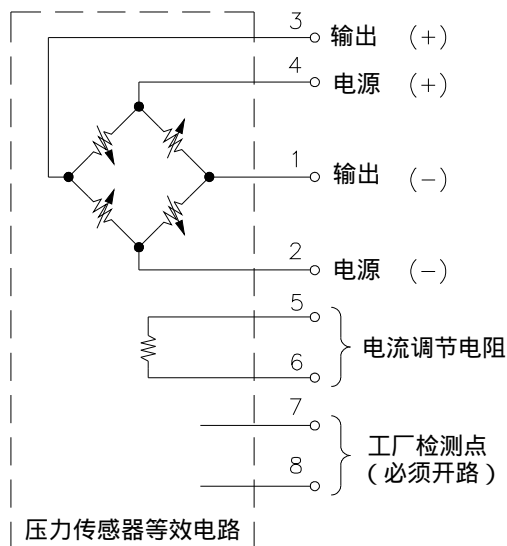 3 输出 (+)
4 电源 (+)
1 输出 (-)
2 电源 (-)
5
电流调节电阻
6
7
工厂检测点
8 (必须开路)
压力传感器等效电路